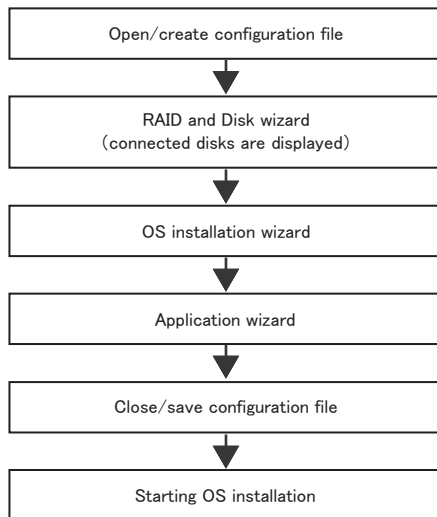 Open/create configuration file
RAID and Disk wizard
(connected disks are displayed)
OS installation wizard
Application wizard
Close/save configuration file
Starting OS installation